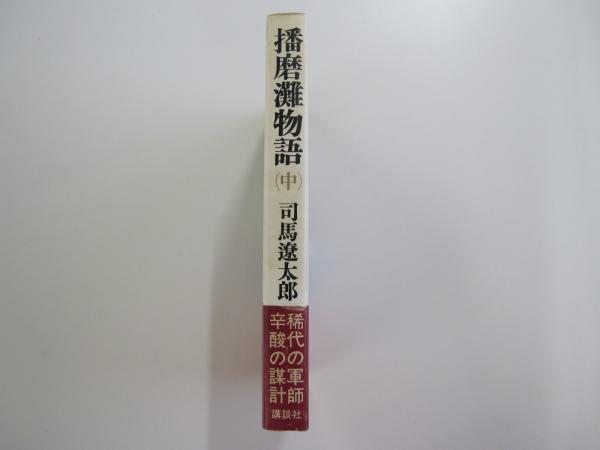 播磨灘物語
(中)
司馬遼太郎
稀代の軍師
辛酸の謀計
講談社